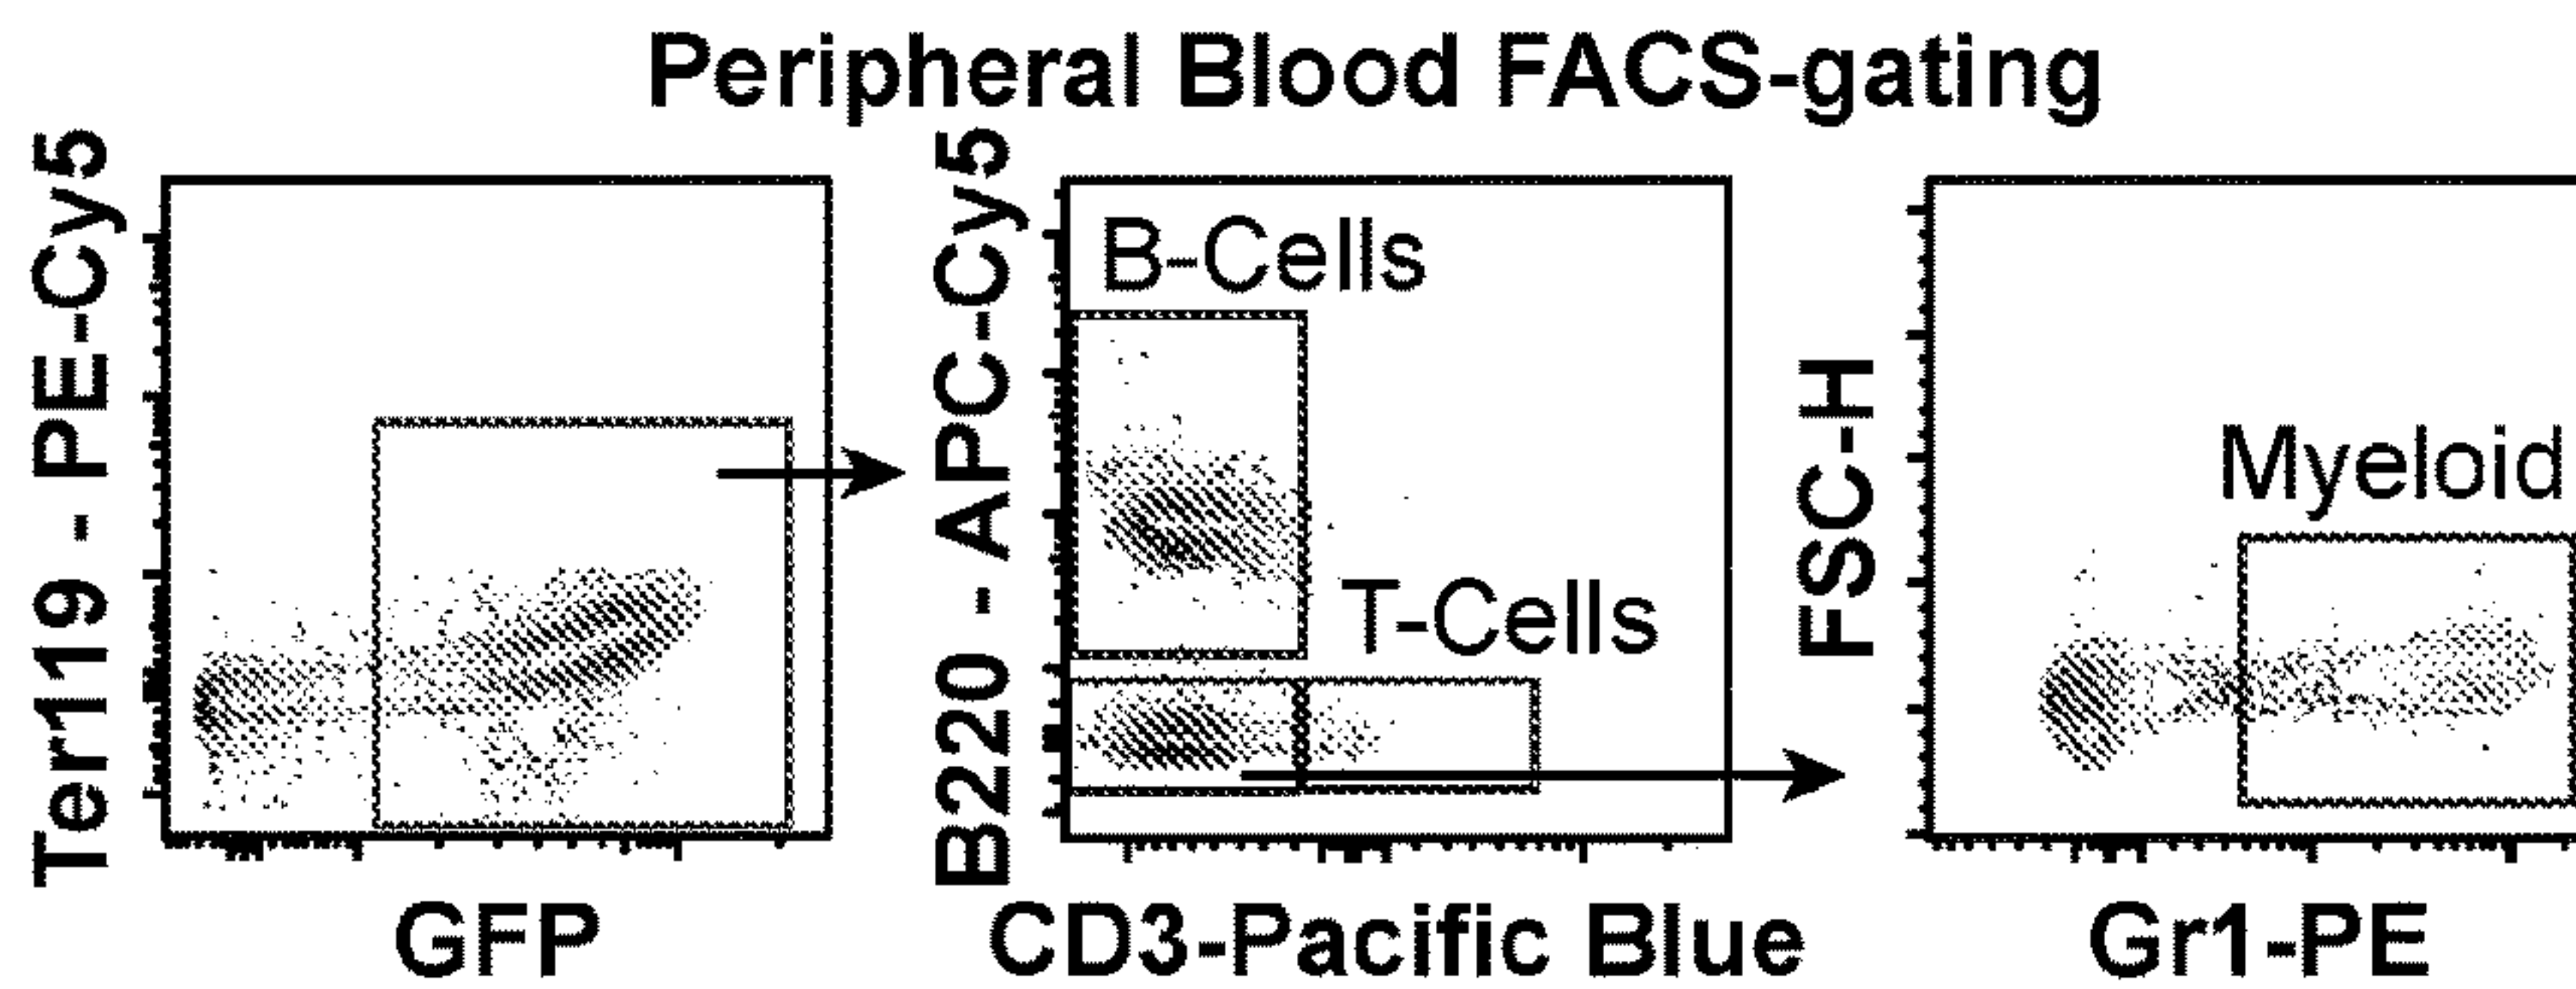 Peripheral Blood FACS-gating
Ter119 - PE-Cy5
GFP
B220 - APC-Cy5
B-Cells
T-Cells
CD3-Pacific Blue
FSC-H
Myeloid
Gr1-PE